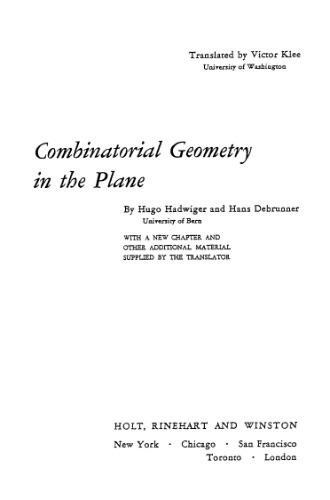 Translated by Victor Klee
University of Washington
Combinatorial Geometry
in the Plane
By Hugo Hadwiger and Hans Debrunner
University of Bern
WITH A NEW CHAPTER AND
OTHER ADDITIONAL MATERIAL
SUPPLIED BY THE TRANSLATOR
HOLT, RINEHART AND WINSTON
New York · Chicago · San Francisco
Toronto · London